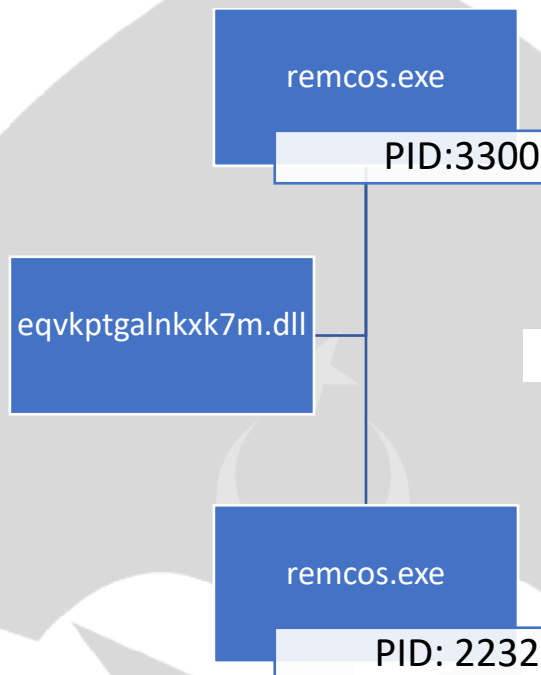 remcos.exe
PID:3300
eqvkptgalnkxk7m.dll
remcos.exe
PID: 2232